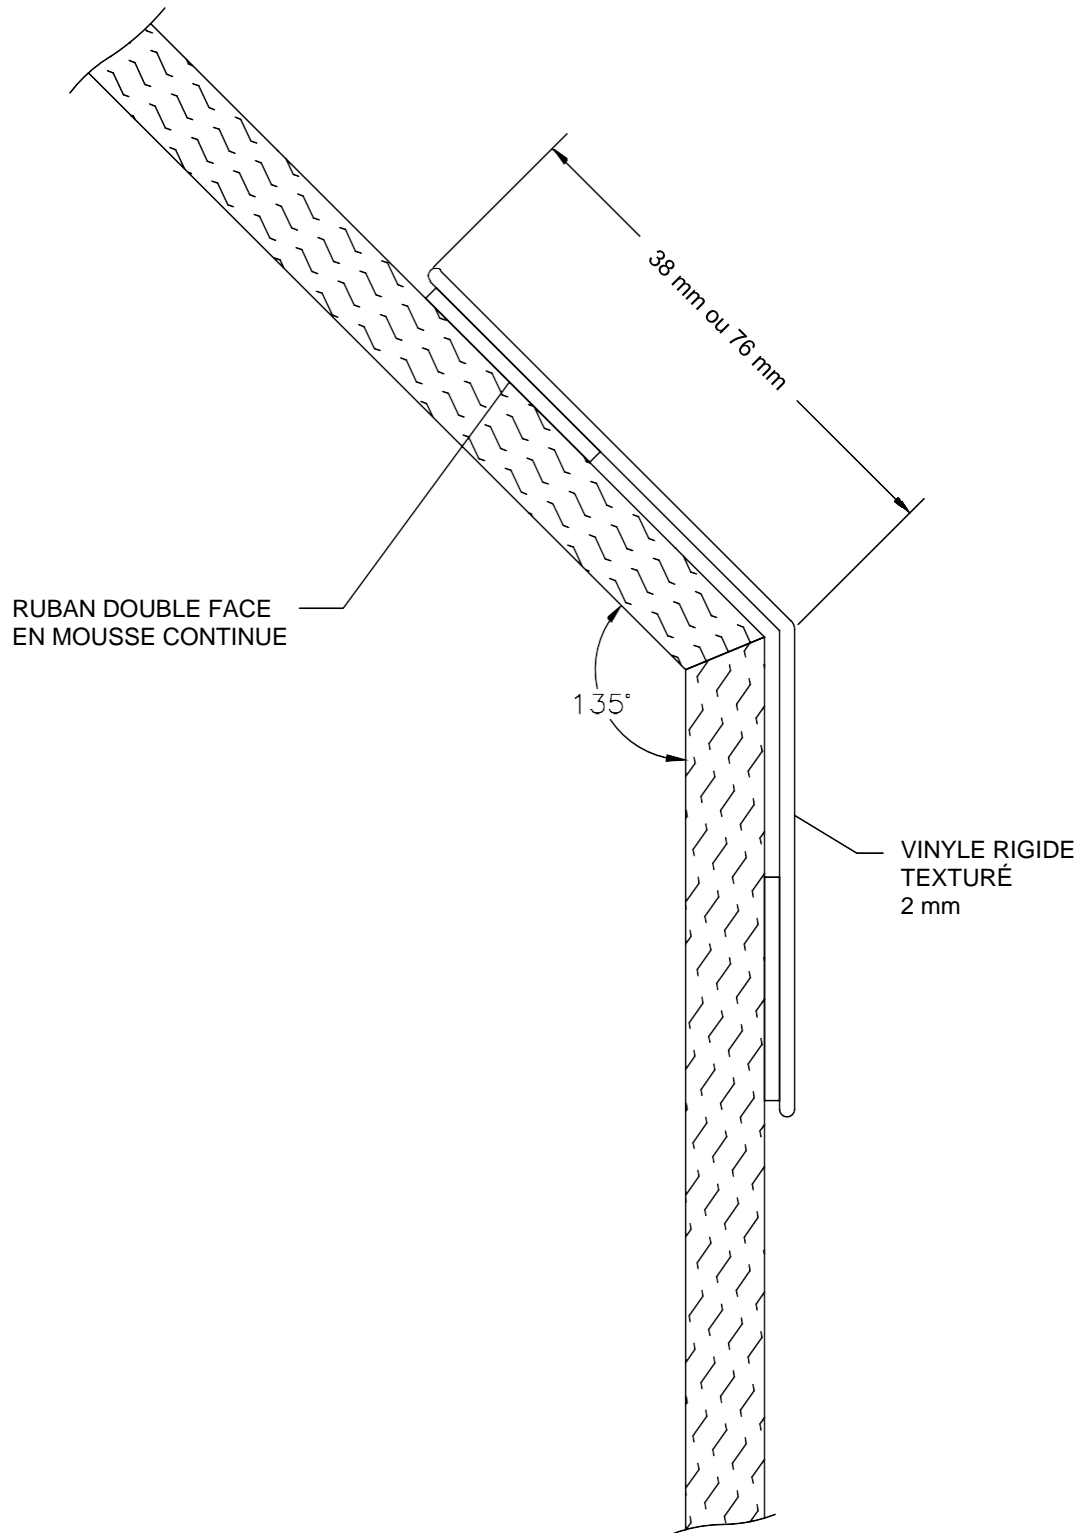 38 mm ou 76 mm
RUBAN DOUBLE FACE
EN MOUSSE CONTINUE
135°
VINYLE RIGIDE
TEXTURÉ
2 mm